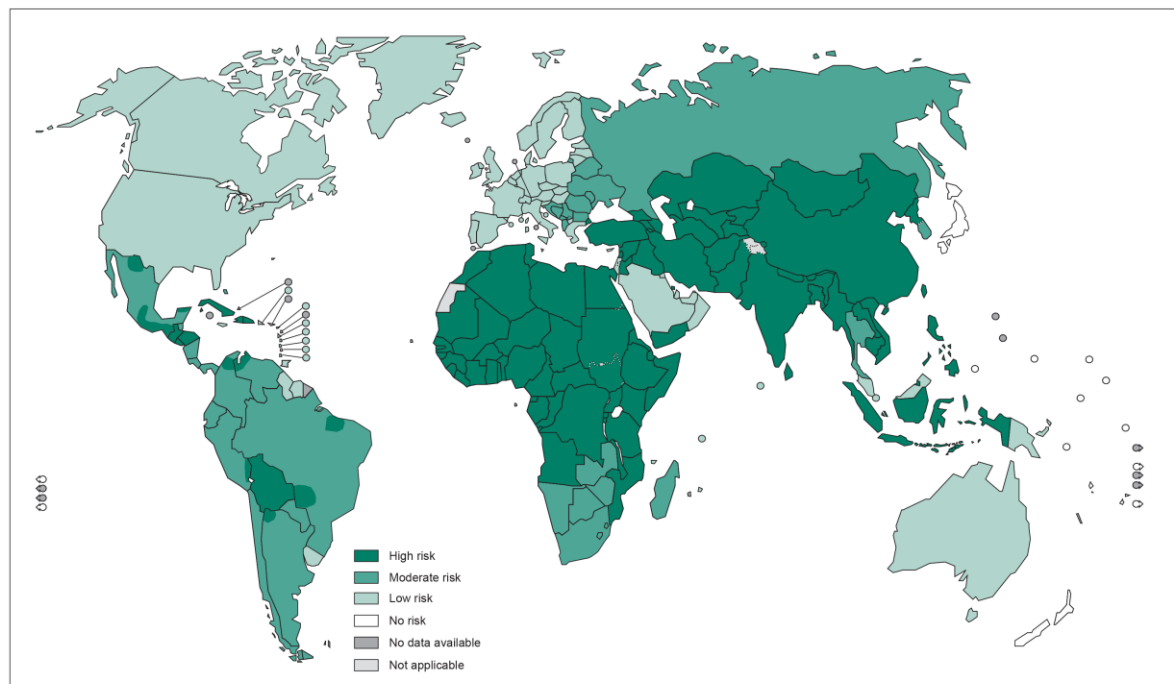 High risk
Moderate risk
Low risk
No risk
No data available
Not applicable